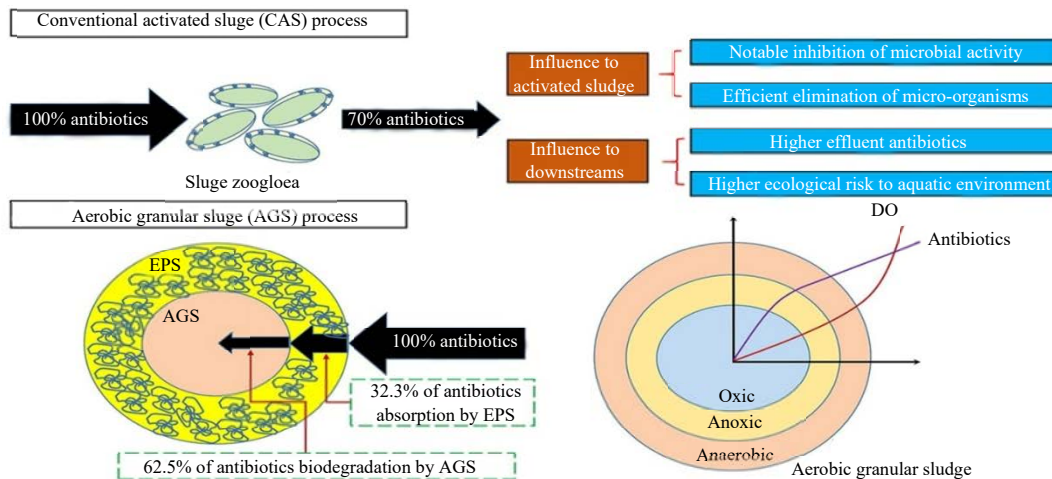 Conventional activated sluge (CAS) process
100% antibiotics
70% antibiotics
Sluge zoogloea
Influence to
activated sludge
Notable inhibition of microbial activity
Efficient elimination of micro-organisms
Influence to
downstreams
Higher effluent antibiotics
Higher ecological risk to aquatic environment
Aerobic granular sluge (AGS) process
EPS
AGS
100% antibiotics
32.3% of antibiotics
absorption by EPS
62.5% of antibiotics biodegradation by AGS
DO
Antibiotics
Oxic
Anoxic
Anaerobic
Aerobic granular sludge